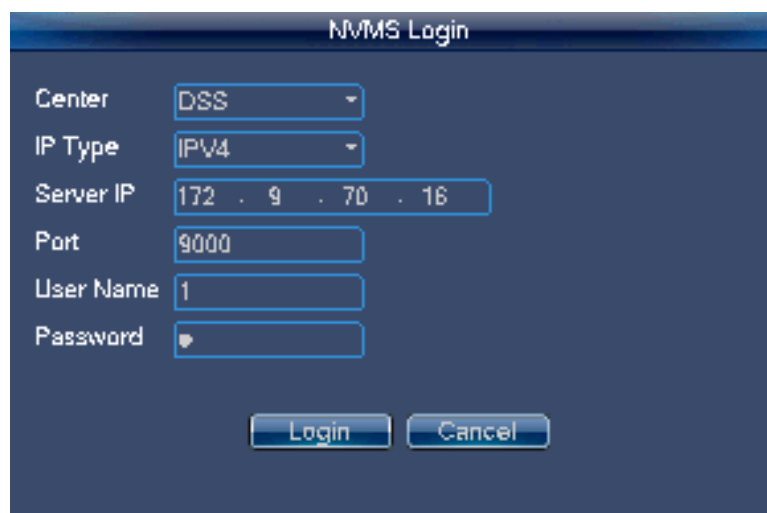 NVMS Login
Center DSS
IP Type IPV4
Server IP 172 . 9 . 70 . 16
Port 9000
User Name 1
Password
Login Cancel